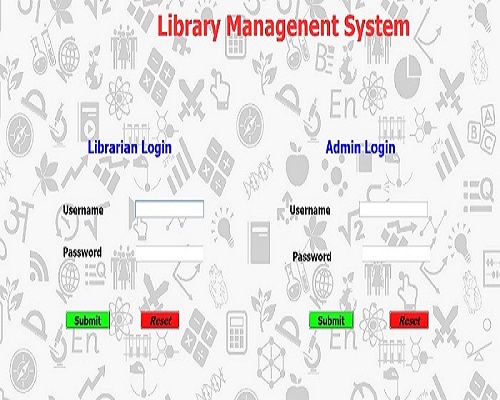 Library Managenent System
Librarian Login
Admin Login
Username
Username
Password
Password
Submit
Reset
Submit
Reset